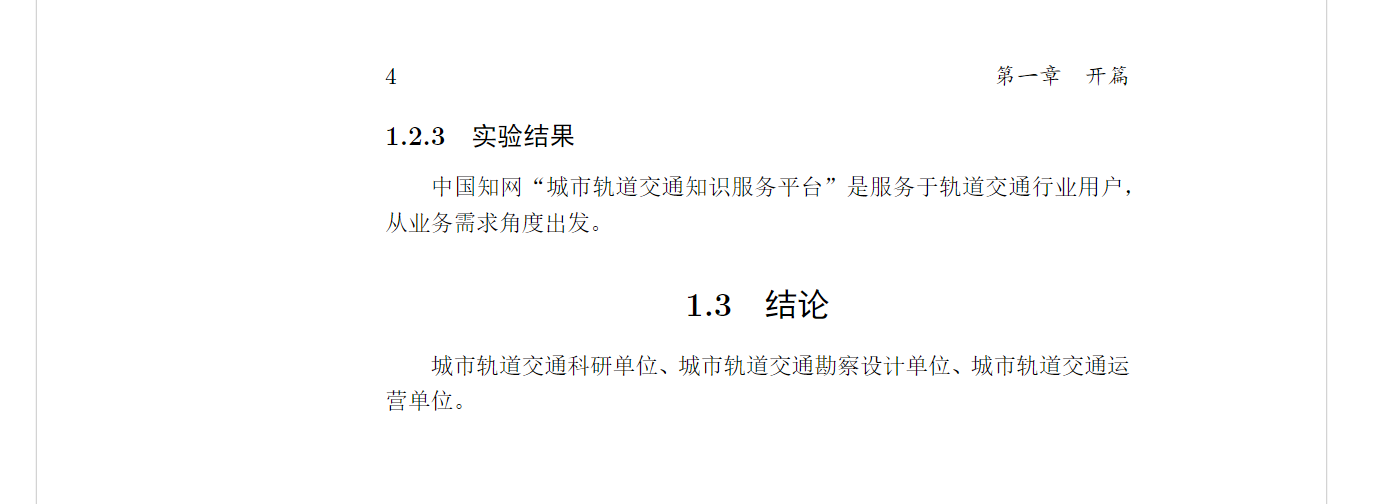 4 第一章 开篇
1.2.3 实验结果
中国知网“城市轨道交通知识服务平台”是服务于轨道交通行业用户，
从业务需求角度出发。
1.3 结论
城市轨道交通科研单位、城市轨道交通勘察设计单位、城市轨道交通运
营单位。